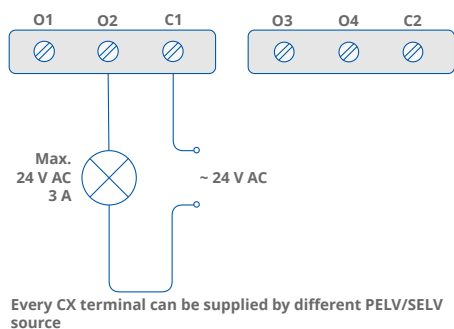 O1 O2 C1 O3 O4 C2
Max.
24 V AC
3 A
~ 24 V AC
Every CX terminal can be supplied by different PELV/SELV
source